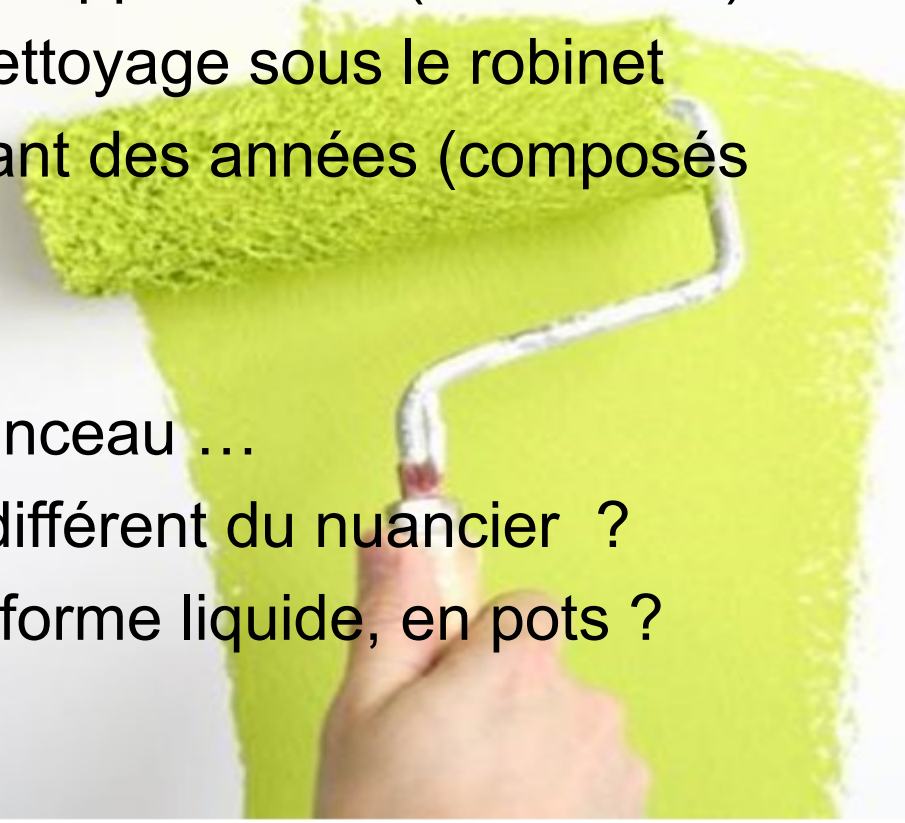 ettoyage sous le robinet
ant des années (composés
nceau …
différent du nuancier ?
forme liquide, en pots ?